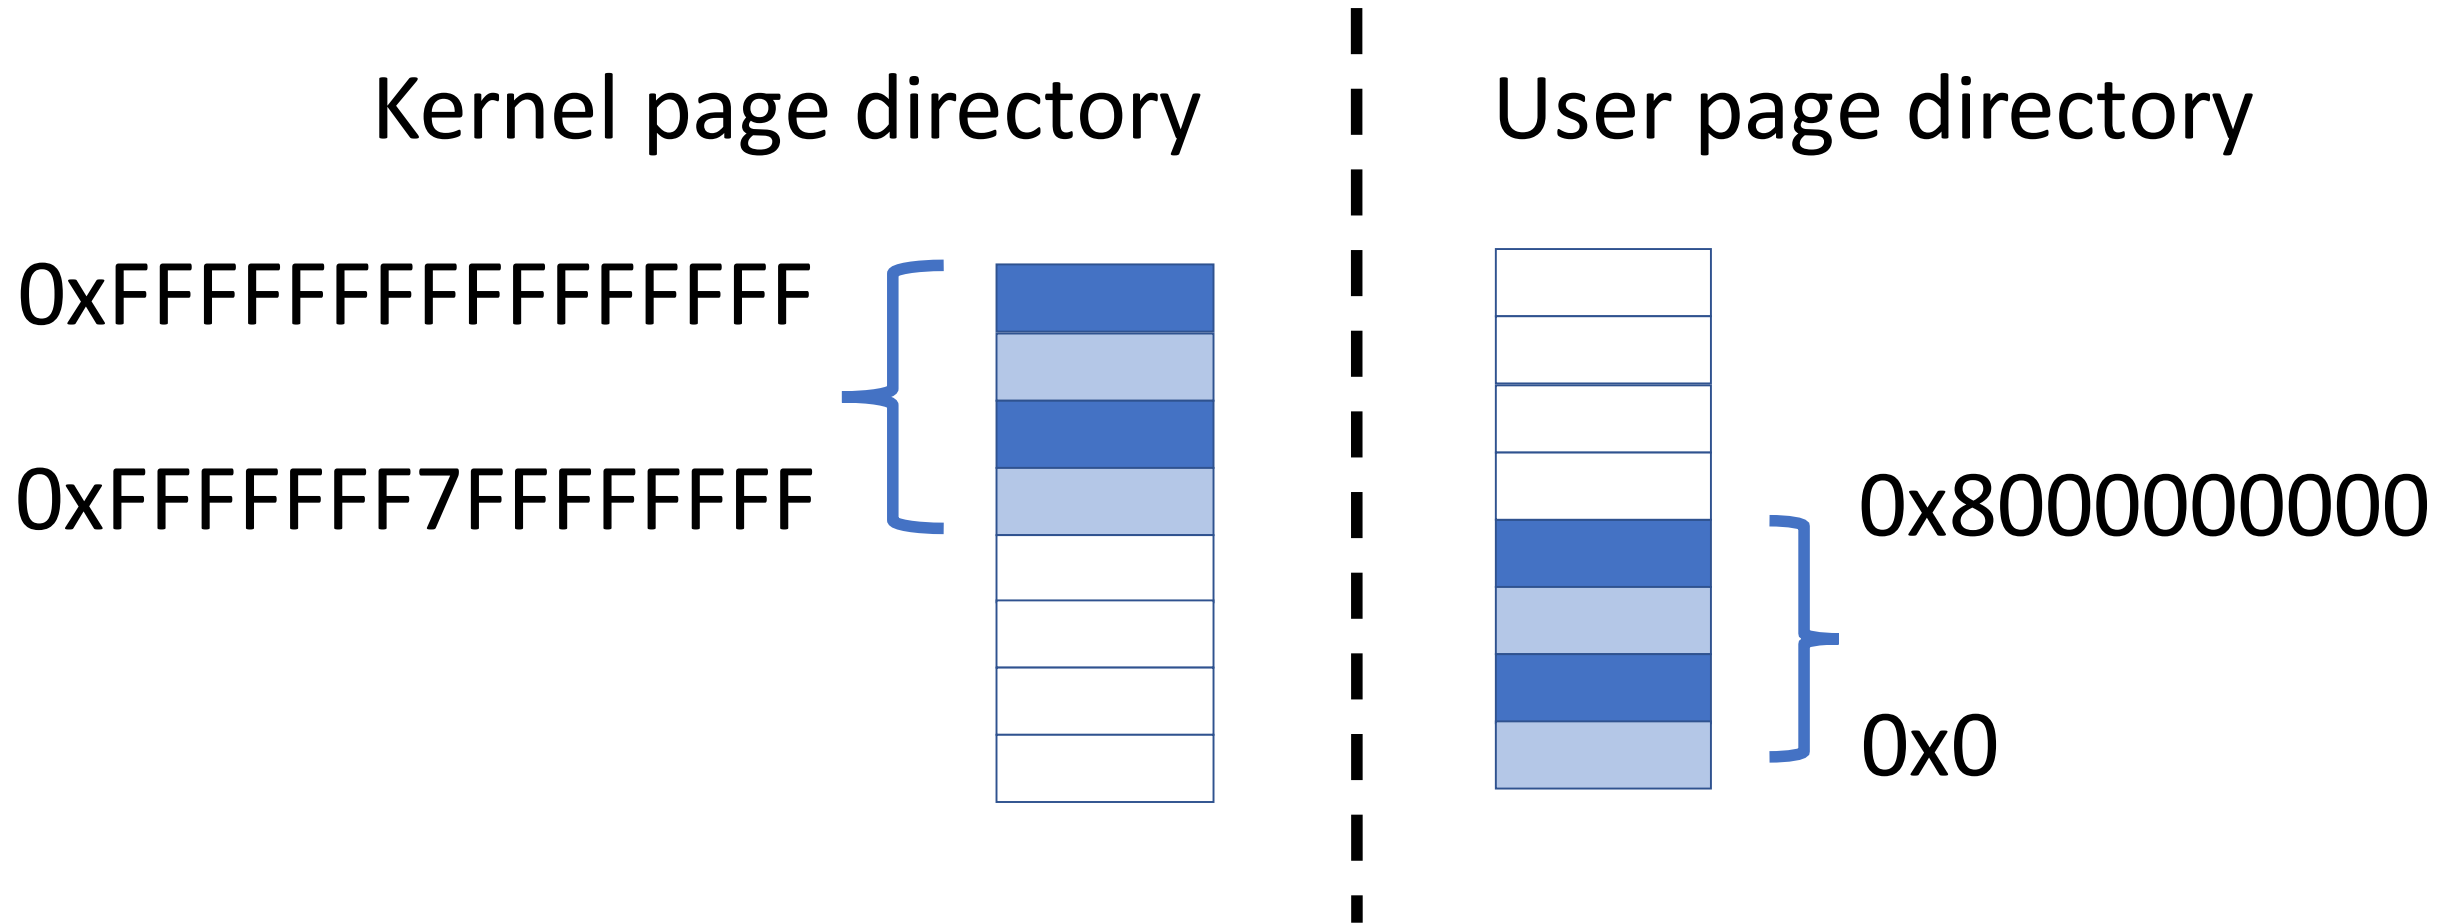 Kernel page directory
User page directory
0xFFFFFFFFFFFFFFFF
0xFFFFFFF7FFFFFFFF
0x8000000000
0x0